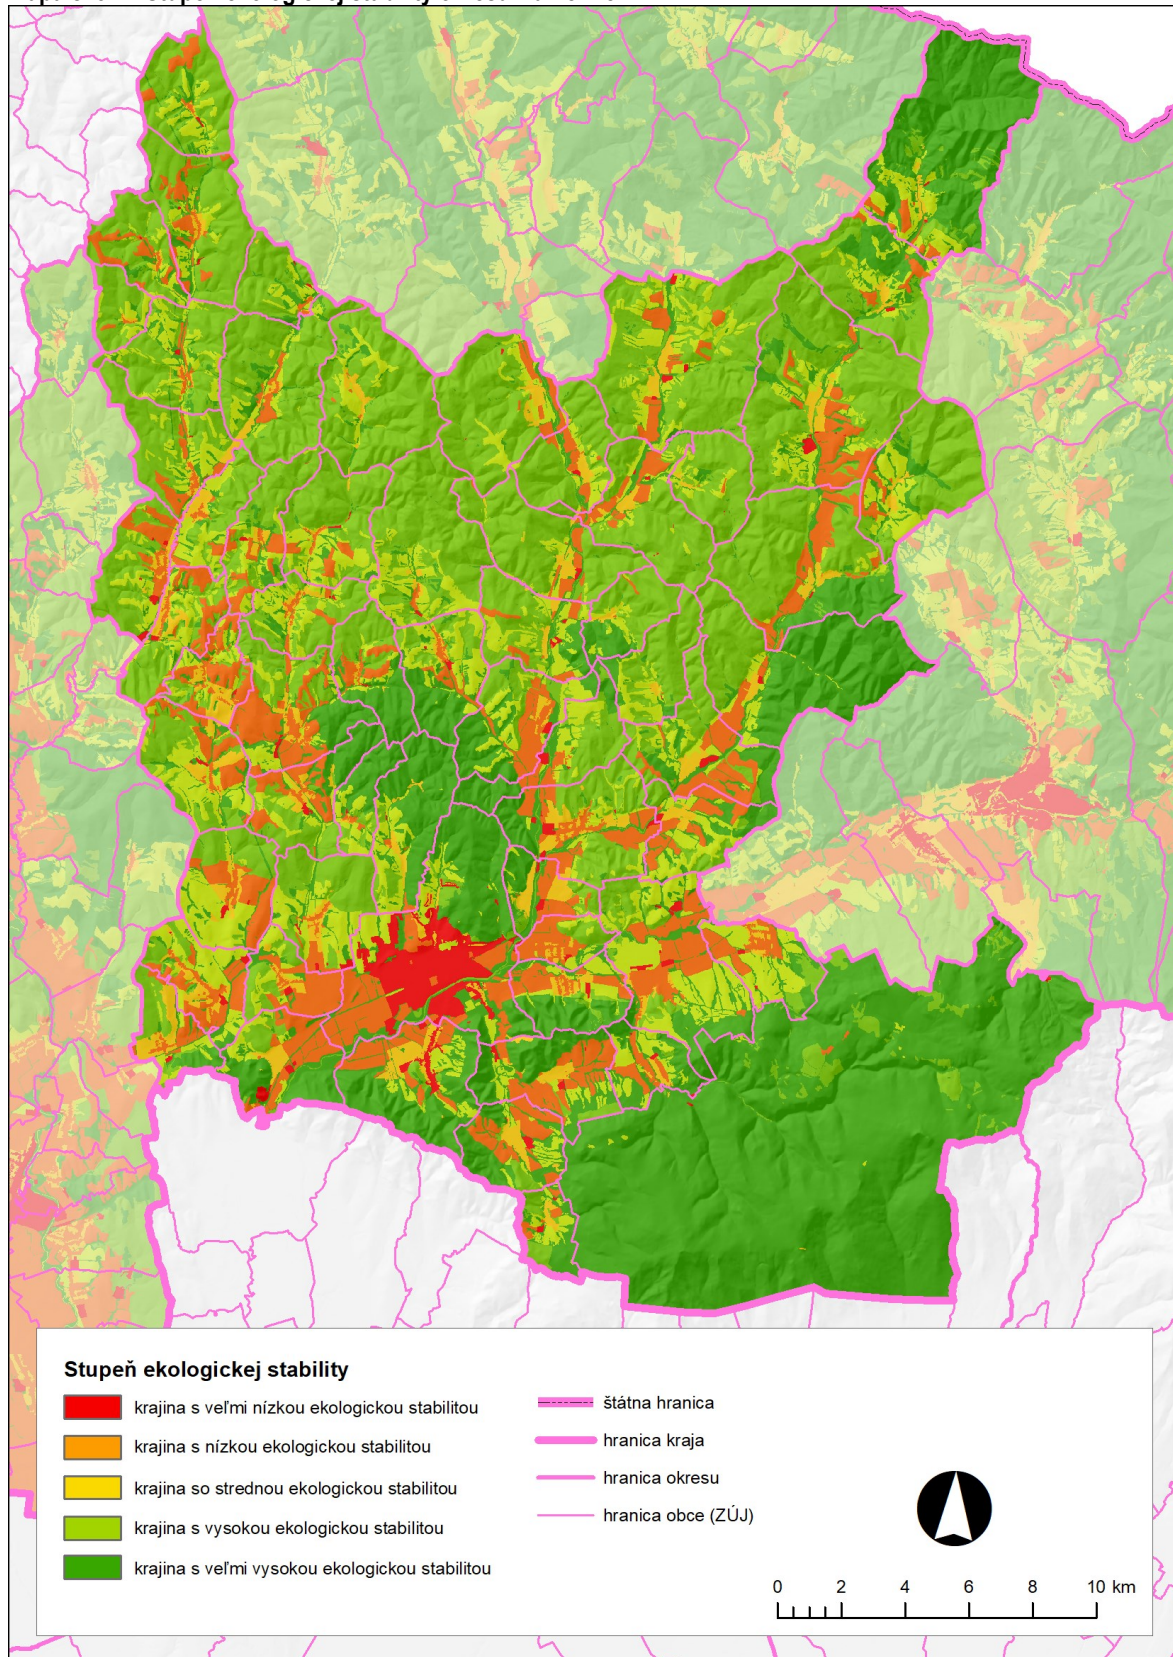 Stupeň ekologickej stability
krajina s veľmi nízkou ekologickou stabilitou
krajina s nízkou ekologickou stabilitou
krajina so strednou ekologickou stabilitou
krajina s vysokou ekologickou stabilitou
krajina s veľmi vysokou ekologickou stabilitou
štátna hranica
hranica kraja
hranica okresu
hranica obce (ZÚJ)
0 2 4 6 8 10 km